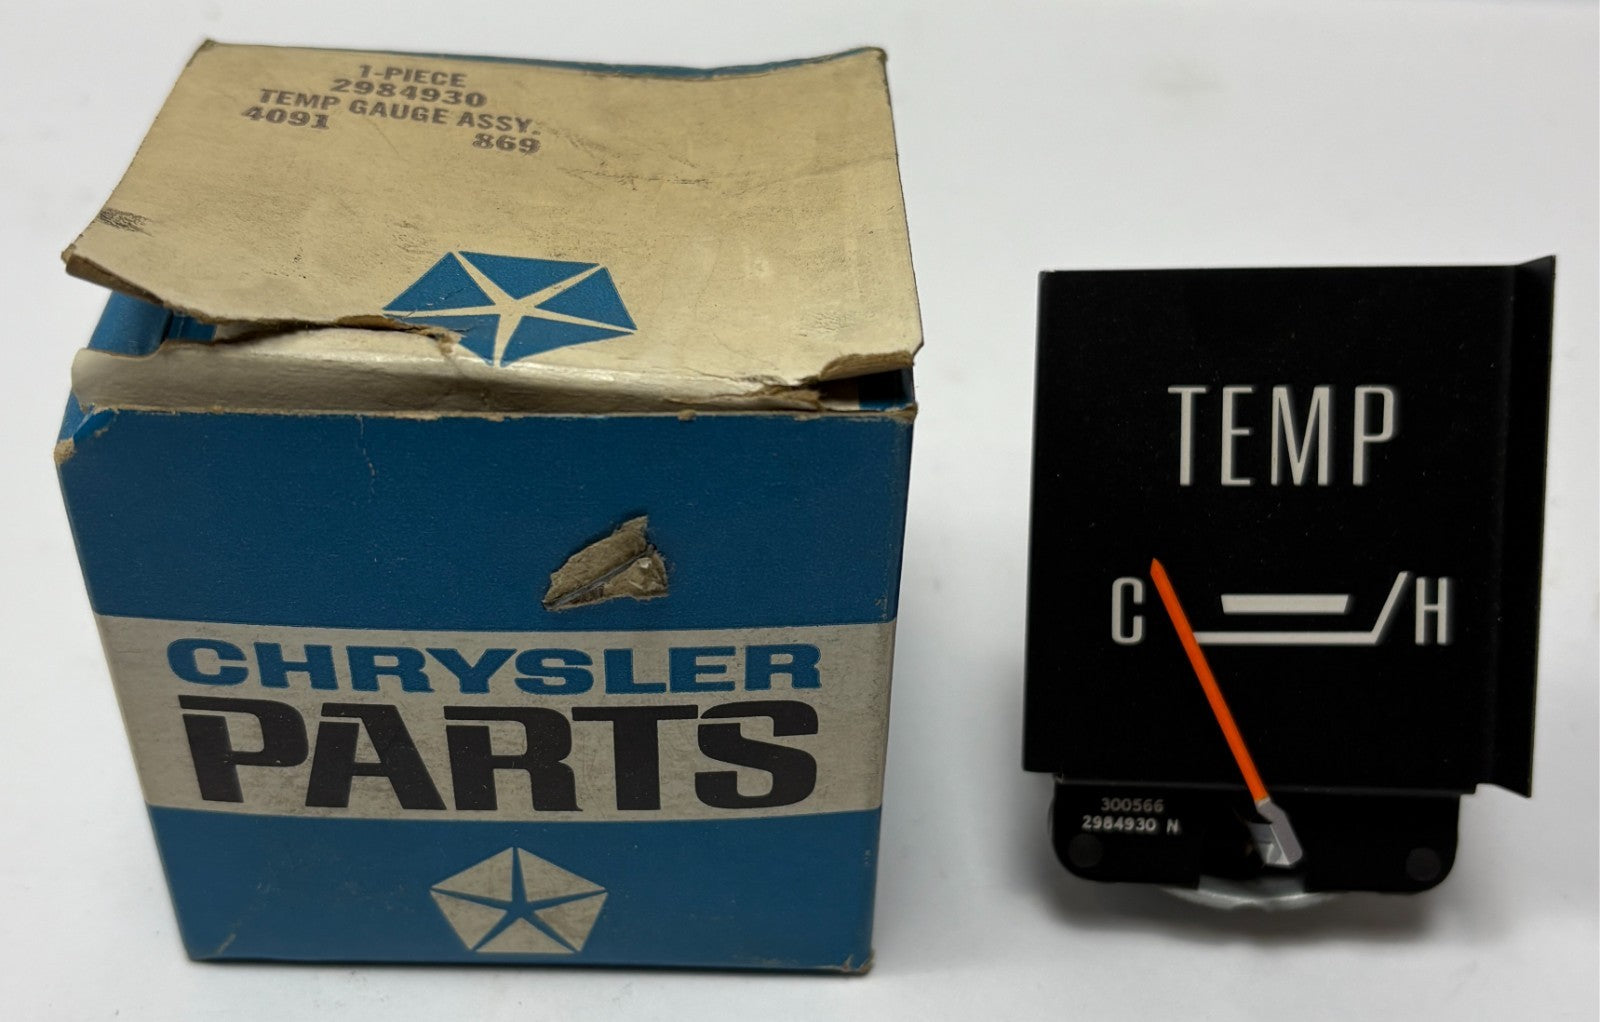 1-PIECE
2984930
TEMP GAUGE ASSY.
4091 869
CHRYSLER
PARTS
TEMP
C H
300566
2984930 N